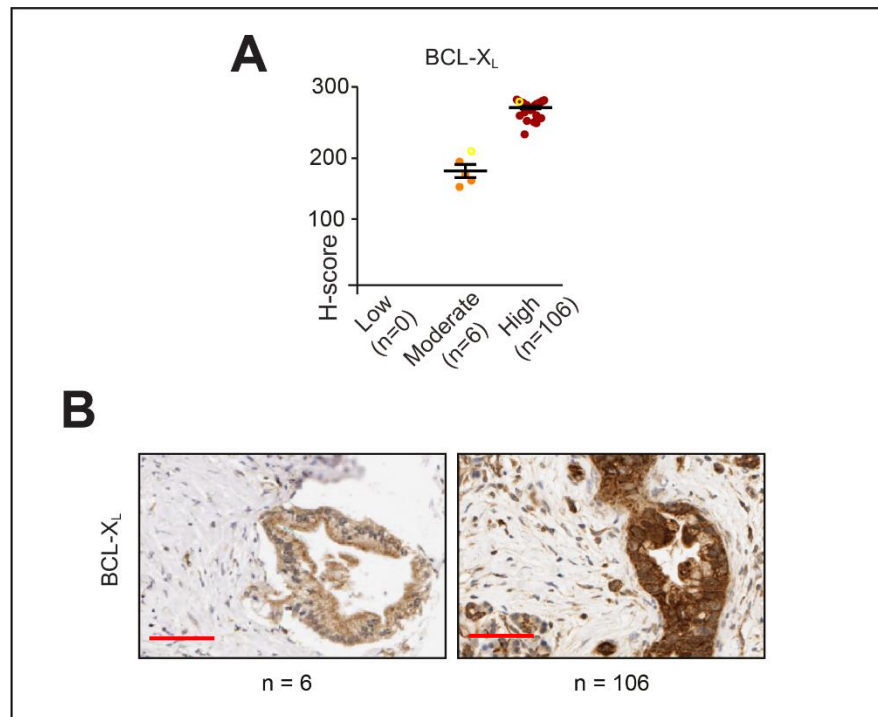 A
BCL-XL
300
200
100
H-score
Low
(n=0)
Moderate
(n=6)
High
(n=106)
B
BCL-XL
n = 6
n = 106